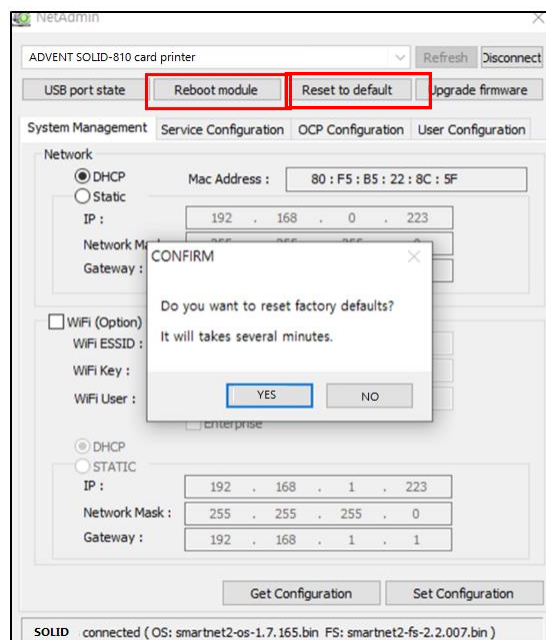 NetAdmin
ADVENT SOLID-810 card printer
Refresh
Disconnect
USB port state
Reboot module
Reset to default
Upgrade firmware
System Management
Service Configuration
OCP Configuration
User Configuration
Network
DHCP
Mac Address :
80 : F5 : B5 : 22 : 8C : 5F
Static
IP :
192 . 168 . 0 . 223
Network
Gateway :
CONFIRM
Do you want to reset factory defaults?
It will takes several minutes.
YES
NO
WiFi (Option)
WiFi ESSID :
WiFi Key :
WiFi User :
Enterprise
DHCP
STATIC
IP :
192 . 168 . 1 . 223
Network Mask :
255 . 255 . 255 . 0
Gateway :
192 . 168 . 1 . 1
Get Configuration
Set Configuration
SOLID connected ( OS: smartnet2-os-1.7.165.bin FS: smartnet2-fs-2.2.007.bin )